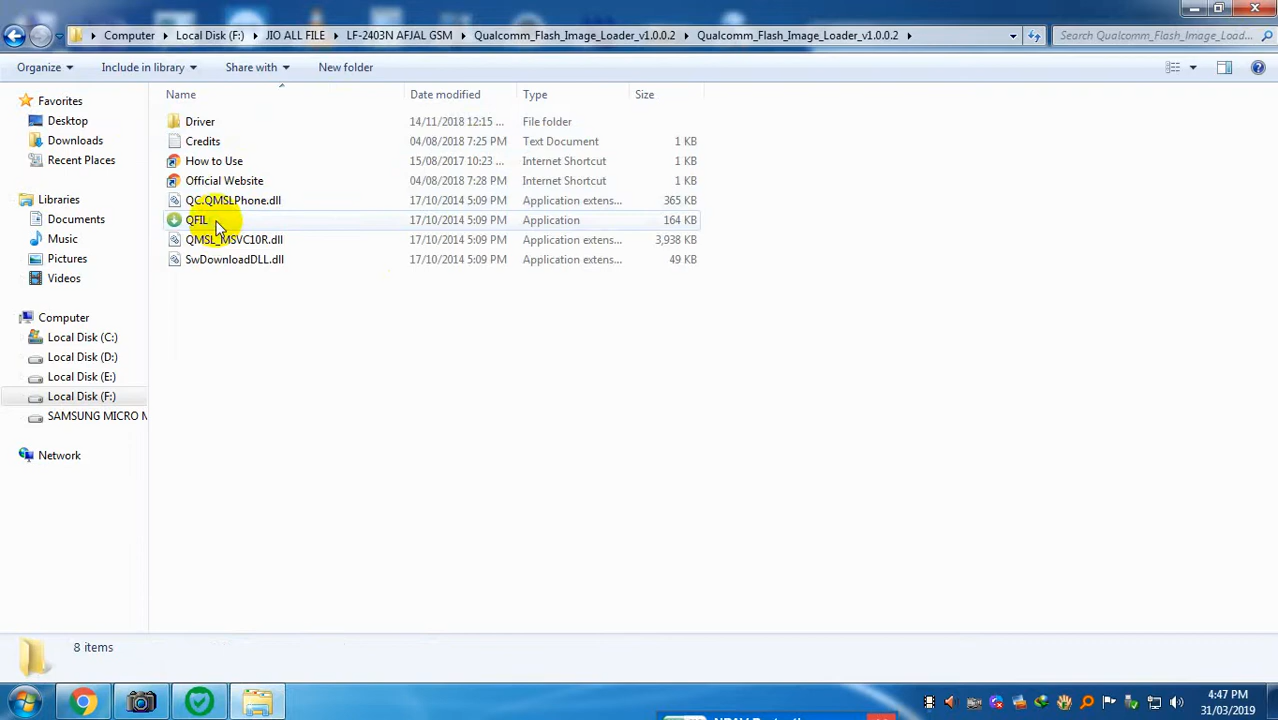 Computer ▸ Local Disk (F:) ▸ JIO ALL FILE ▸ LF-2403N AFJAL GSM ▸ Qualcomm_Flash_Image_Loader_v1.0.0.2 ▸ Qualcomm_Flash_Image_Loader_v1.0.0.2 ▸
Search Qualcomm_Flash_Image_Load...
Organize Include in library Share with New folder
Name Date modified Type Size
Driver 14/11/2018 12:15 ... File folder
Credits 04/08/2018 7:25 PM Text Document 1 KB
How to Use 15/08/2017 10:23 ... Internet Shortcut 1 KB
Official Website 04/08/2018 7:28 PM Internet Shortcut 1 KB
QC.QMSLPhone.dll 17/10/2014 5:09 PM Application extens... 365 KB
QFIL 17/10/2014 5:09 PM Application 164 KB
QMSL_MSVC10R.dll 17/10/2014 5:09 PM Application extens... 3,938 KB
SwDownloadDLL.dll 17/10/2014 5:09 PM Application extens... 49 KB
Favorites
Desktop
Downloads
Recent Places
Libraries
Documents
Music
Pictures
Videos
Computer
Local Disk (C:)
Local Disk (D:)
Local Disk (E:)
Local Disk (F:)
SAMSUNG MICRO M
Network
8 items
4:47 PM
31/03/2019